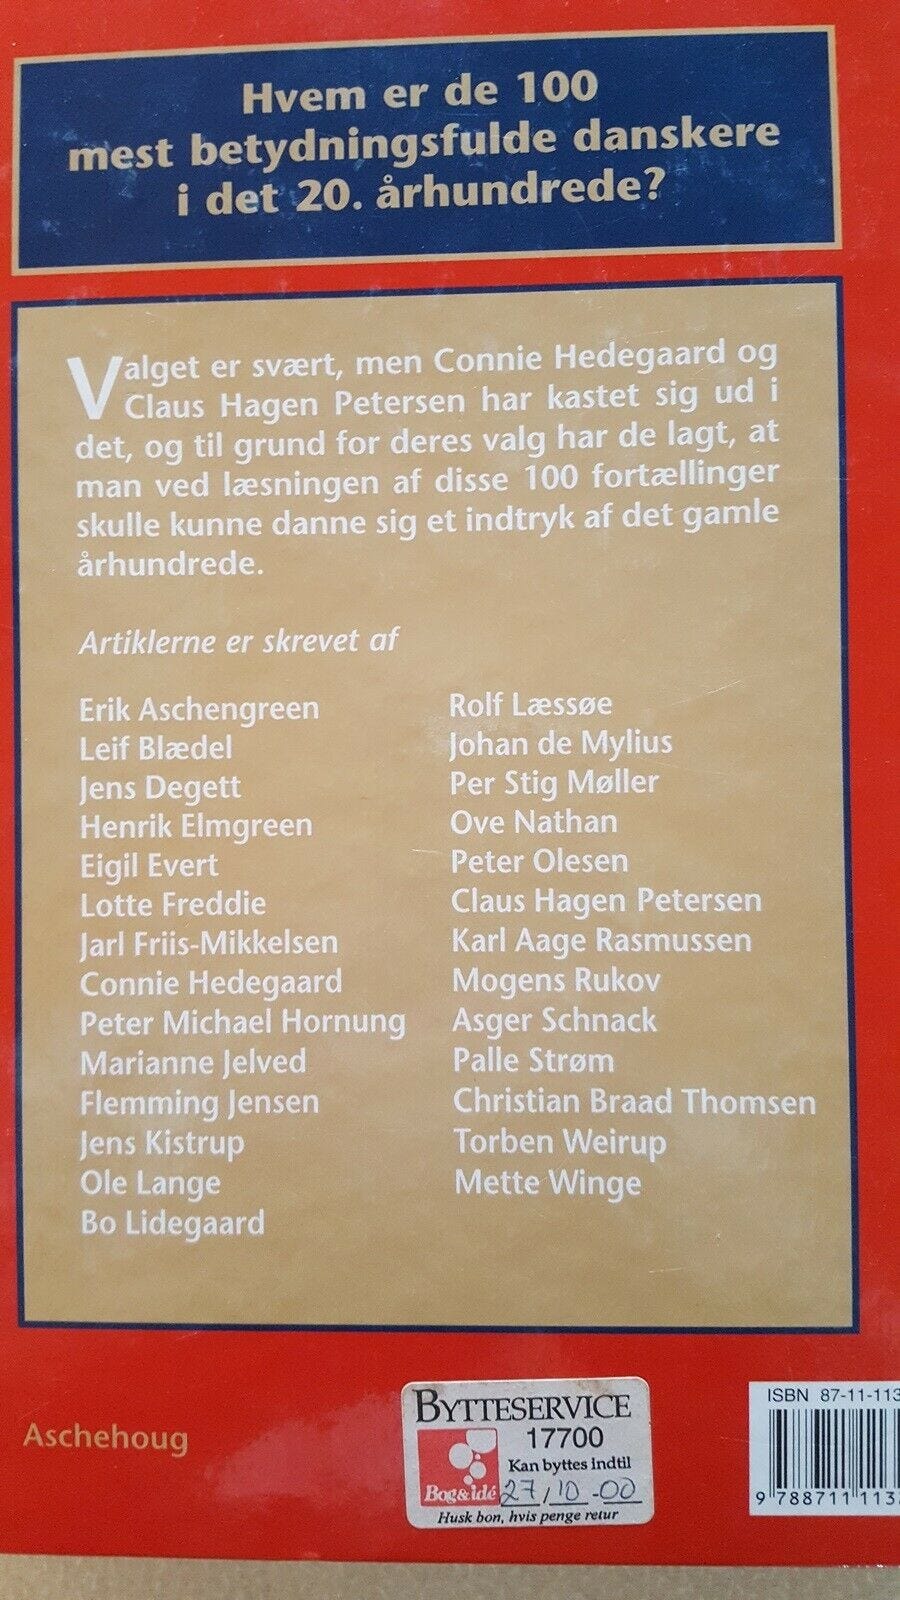 Hvem er de 100
mest betydningsfulde danskere
i det 20. århundrede?
Valget er svært, men Connie Hedegaard og
Claus Hagen Petersen har kastet sig ud i
det, og til grund for deres valg har de lagt, at
man ved læsningen af disse 100 fortællinger
skulle kunne danne sig et indtryk af det gamle
århundrede.
Artiklerne er skrevet af
Erik Aschengreen
Leif Blædel
Jens Degett
Henrik Elmgreen
Eigil Evert
Lotte Freddie
Jarl Friis-Mikkelsen
Connie Hedegaard
Peter Michael Hornung
Marianne Jelved
Flemming Jensen
Jens Kistrup
Ole Lange
Bo Lidegaard
Rolf Læssøe
Johan de Mylius
Per Stig Møller
Ove Nathan
Peter Olesen
Claus Hagen Petersen
Karl Aage Rasmussen
Mogens Rukov
Asger Schnack
Palle Strøm
Christian Braad Thomsen
Torben Weirup
Mette Winge
Aschehoug
BYTTESERVICE
17700
Kan byttes indtil
Bog&idé 27/10-00
Husk bon, hvis penge retur
ISBN 87-11-113
9 788711 113